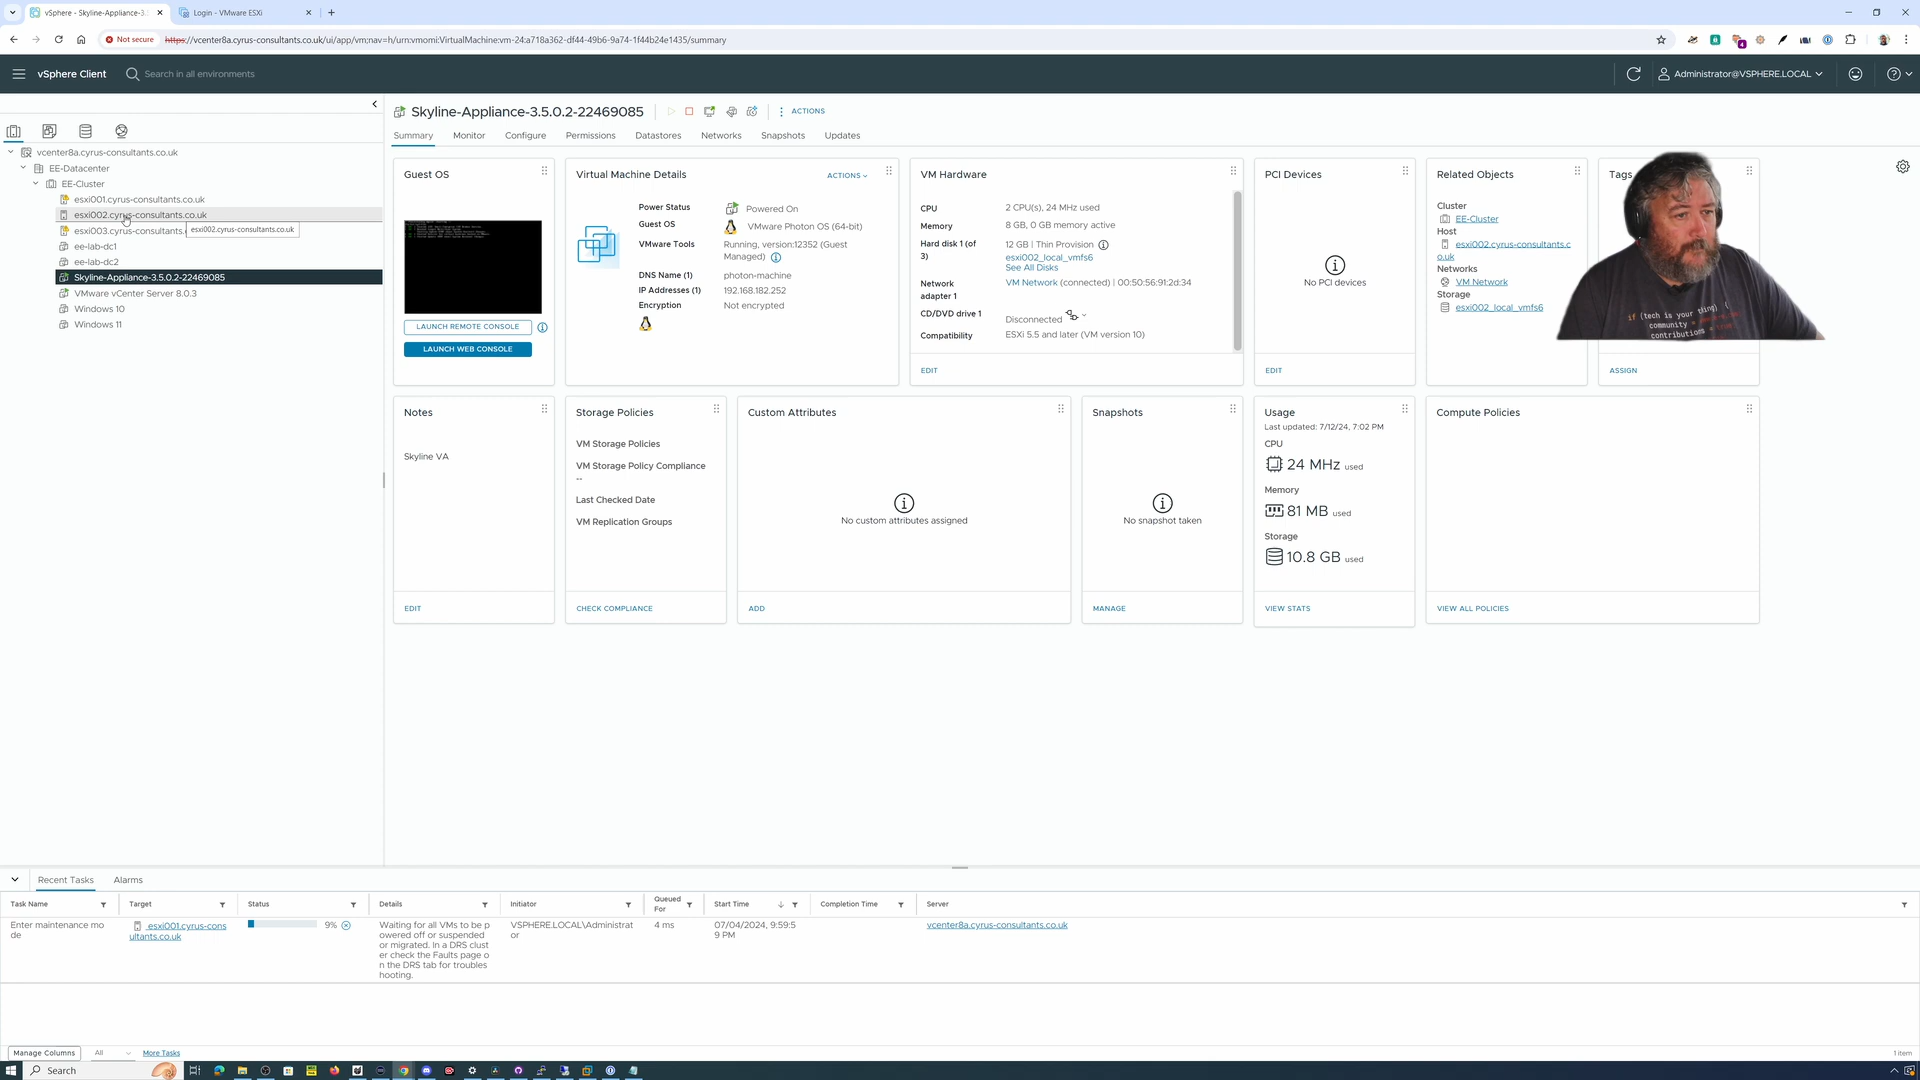 vSphere - Skyline-Appliance-3.5
Login - VMware ESXi
Not secure
https://vcenter8a.cyrus-consultants.co.uk/ui/app/vm;nav=h/urn:vmomi:VirtualMachine:vm-24:a718a362-df44-49b6-9a74-1f44b24e1435/summary
4
vSphere Client
Search in all environments
Administrator@VSPHERE.LOCAL
vcenter8a.cyrus-consultants.co.uk
EE-Datacenter
EE-Cluster
esxi001.cyrus-consultants.co.uk
esxi002.cyrus-consultants.co.uk
esxi003.cyrus-consultants.
esxi002.cyrus-consultants.co.uk
ee-lab-dc1
ee-lab-dc2
Skyline-Appliance-3.5.0.2-22469085
VMware vCenter Server 8.0.3
Windows 10
Windows 11
Skyline-Appliance-3.5.0.2-22469085
ACTIONS
Summary
Monitor
Configure
Permissions
Datastores
Networks
Snapshots
Updates
Guest OS
LAUNCH REMOTE CONSOLE
LAUNCH WEB CONSOLE
Virtual Machine Details
ACTIONS
Power Status
Powered On
Guest OS
VMware Photon OS (64-bit)
VMware Tools
Running, version:12352 (Guest
Managed)
DNS Name (1)
photon-machine
IP Addresses (1)
192.168.182.252
Encryption
Not encrypted
VM Hardware
CPU
2 CPU(s), 24 MHz used
Memory
8 GB, 0 GB memory active
Hard disk 1 (of
3)
12 GB | Thin Provision
esxi002_local_vmfs6
See All Disks
Network
adapter 1
VM Network (connected) | 00:50:56:91:2d:34
CD/DVD drive 1
Disconnected
Compatibility
ESXi 5.5 and later (VM version 10)
EDIT
PCI Devices
No PCI devices
EDIT
Related Objects
Cluster
EE-Cluster
Host
esxi002.cyrus-consultants.c
o.uk
Networks
VM Network
Storage
esxi002_local_vmfs6
Tags
ASSIGN
if (tech is your thing) {
community =
contributions = true
Notes
Skyline VA
EDIT
Storage Policies
VM Storage Policies
VM Storage Policy Compliance
--
Last Checked Date
VM Replication Groups
CHECK COMPLIANCE
Custom Attributes
No custom attributes assigned
ADD
Snapshots
No snapshot taken
MANAGE
Usage
Last updated: 7/12/24, 7:02 PM
CPU
24 MHz used
Memory
81 MB used
Storage
10.8 GB used
VIEW STATS
Compute Policies
VIEW ALL POLICIES
Recent Tasks
Alarms
Task Name
Target
Status
Details
Initiator
Queued
For
Start Time
Completion Time
Server
Enter maintenance mo
de
esxi001.cyrus-cons
ultants.co.uk
9%
Waiting for all VMs to be p
owered off or suspended
or migrated. In a DRS clus
er check the Faults page o
n the DRS tab for troubles
hooting.
VSPHERE.LOCAL\Administrat
or
4 ms
07/04/2024, 9:59:5
9 PM
vcenter8a.cyrus-consultants.co.uk
Manage Columns
All
More Tasks
1 item
Search